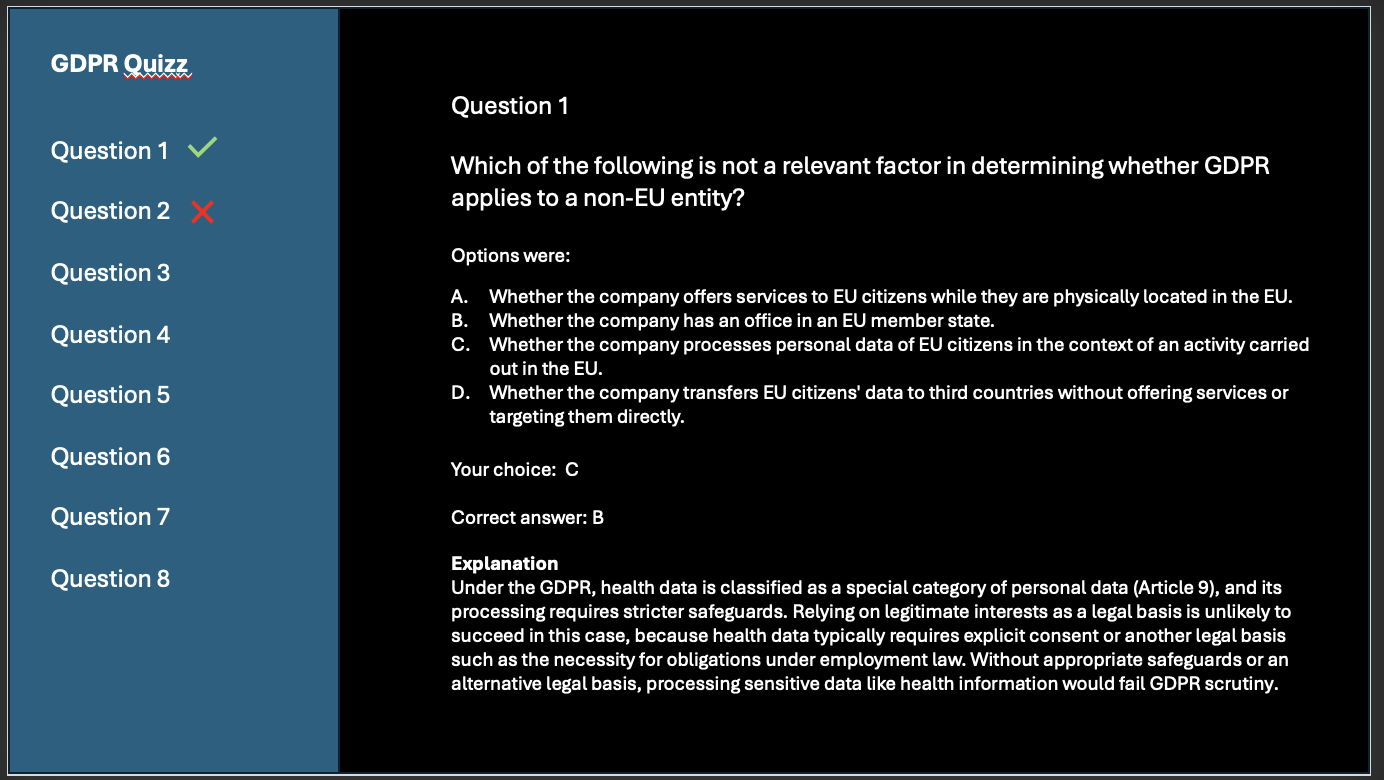 GDPR Quizz
Question 1
Question 2
Question 3
Question 4
Question 5
Question 6
Question 7
Question 8
Question 1
Which of the following is not a relevant factor in determining whether GDPR
applies to a non-EU entity?
Options were:
A. Whether the company offers services to EU citizens while they are physically located in the EU.
B. Whether the company has an office in an EU member state.
C. Whether the company processes personal data of EU citizens in the context of an activity carried
out in the EU.
D. Whether the company transfers EU citizens' data to third countries without offering services or
targeting them directly.
Your choice: C
Correct answer: B
Explanation
Under the GDPR, health data is classified as a special category of personal data (Article 9), and its
processing requires stricter safeguards. Relying on legitimate interests as a legal basis is unlikely to
succeed in this case, because health data typically requires explicit consent or another legal basis
such as the necessity for obligations under employment law. Without appropriate safeguards or an
alternative legal basis, processing sensitive data like health information would fail GDPR scrutiny.